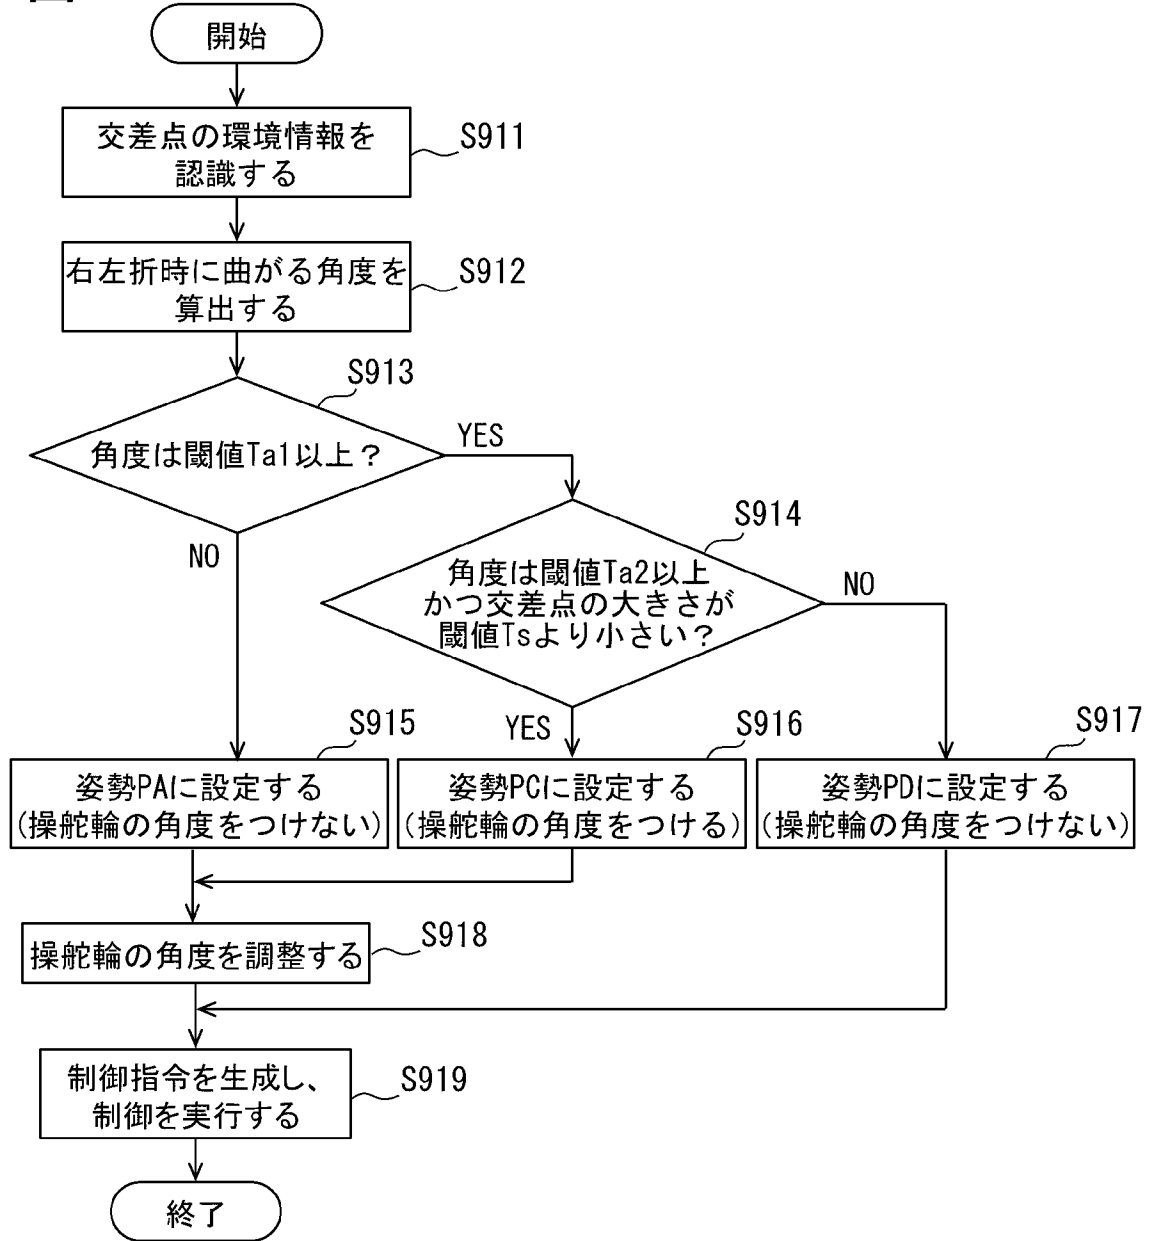 開始
交差点の環境情報を
認識する
S911
右左折時に曲がる角度を
算出する
S912
S913
角度は閾値Ta1以上？
YES
NO
S914
角度は閾値Ta2以上
かつ交差点の大きさが
閾値Tsより小さい？
NO
YES
S915
姿勢PAに設定する
(操舵輪の角度をつけない)
S916
姿勢PCに設定する
(操舵輪の角度をつける)
S917
姿勢PDに設定する
(操舵輪の角度をつけない)
操舵輪の角度を調整する
S918
制御指令を生成し、
制御を実行する
S919
終了